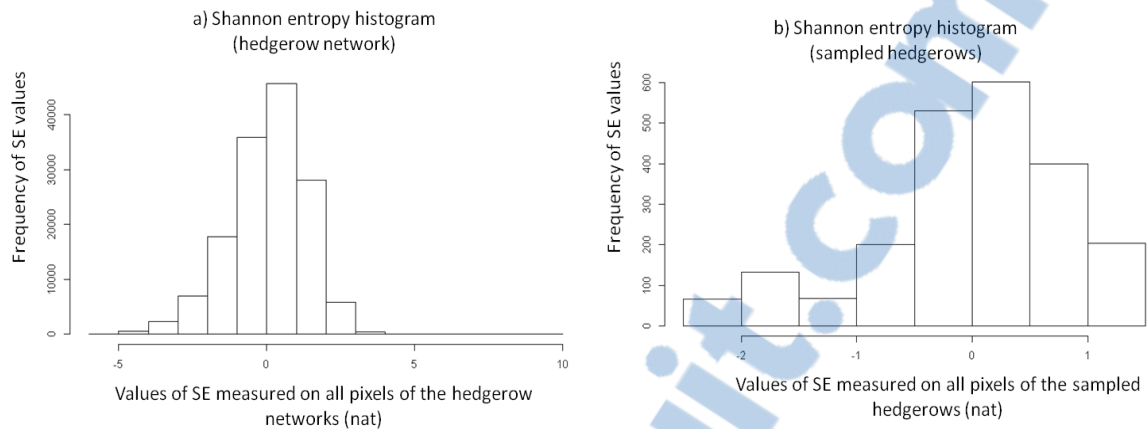 a) Shannon entropy histogram
(hedgerow network)
Frequency of SE values
40000
30000
20000
10000
0
-5
0
5
10
Values of SE measured on all pixels of the hedgerow
networks (nat)
b) Shannon entropy histogram
(sampled hedgerows)
Frequency of SE values
600
500
400
300
200
100
0
-2
-1
0
1
Values of SE measured on all pixels of the sampled
hedgerows (nat)
it.com